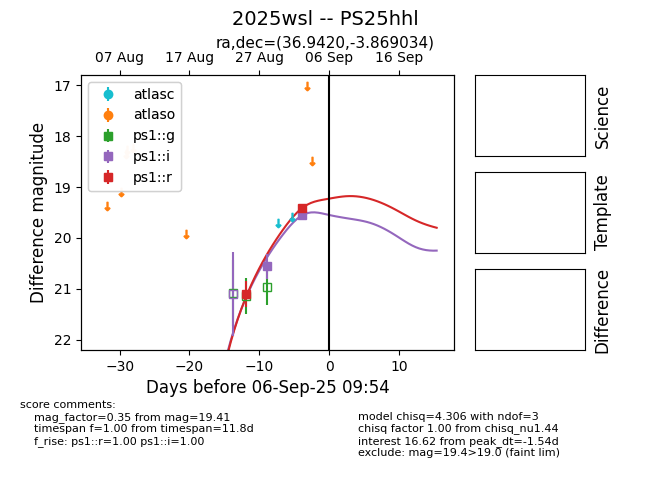 2025wsl -- PS25hhl
ra,dec=(36.9420,-3.869034)
07 Aug 17 Aug 27 Aug 06 Sep 16 Sep
17
18
19
20
21
22
Difference magnitude
atlasc
atlaso
ps1::g
ps1::i
ps1::r
−30 −20 −10 0 10
Days before 06-Sep-25 09:54
Science
Template
Difference
score comments:
mag_factor=0.35 from mag=19.41
timespan f=1.00 from timespan=11.8d
f_rise: ps1::r=1.00 ps1::i=1.00
model chisq=4.306 with ndof=3
chisq factor 1.00 from chisq_nu1.44
interest 16.62 from peak_dt=-1.54d
exclude: mag=19.4>19.0 (faint lim)